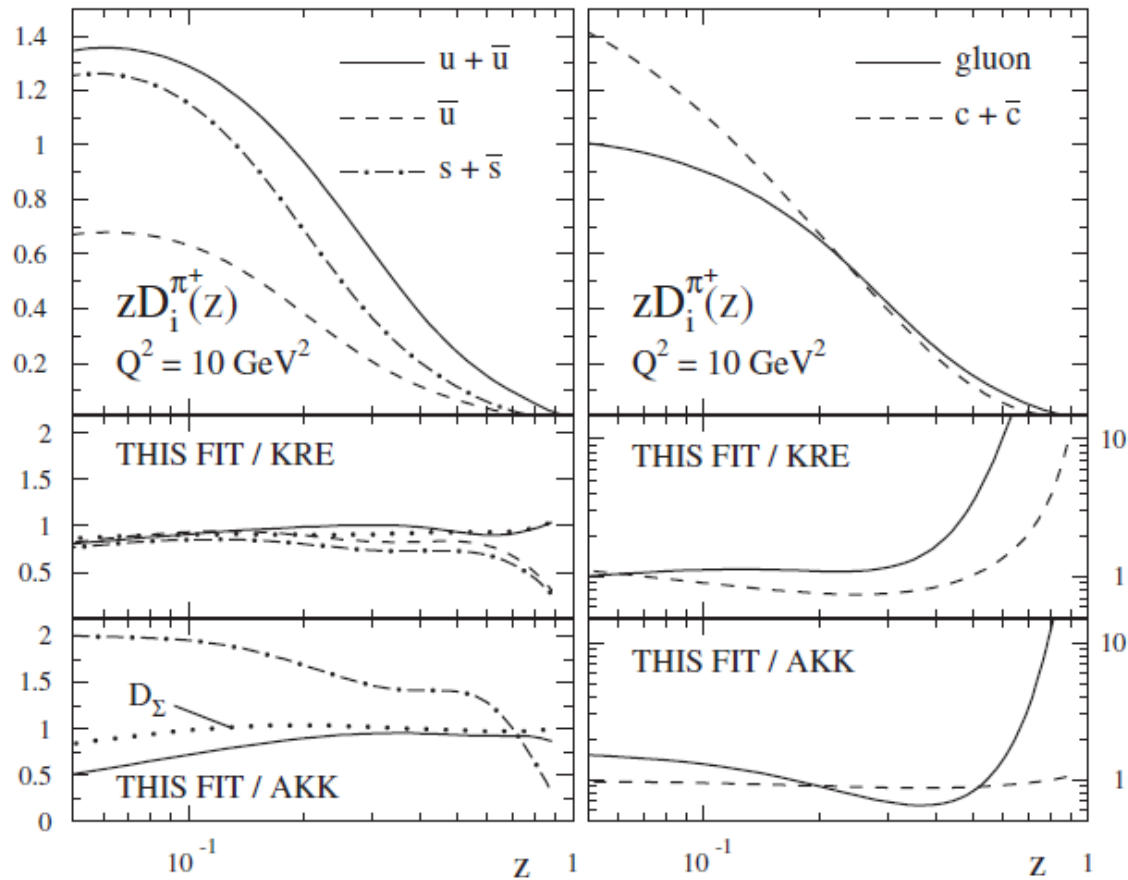 1.4
1.2
1
0.8
0.6
0.4
0.2
u + ū
ū
s + s̄
zD_i^{π+}(z)
Q² = 10 GeV²
gluon
c + c̄
zD_i^{π+}(z)
Q² = 10 GeV²
2
1.5
1
0.5
THIS FIT / KRE
THIS FIT / KRE
10
1
2
1.5
1
0.5
0
D_Σ
THIS FIT / AKK
THIS FIT / AKK
10
1
10⁻¹
z
1
10⁻¹
z
1